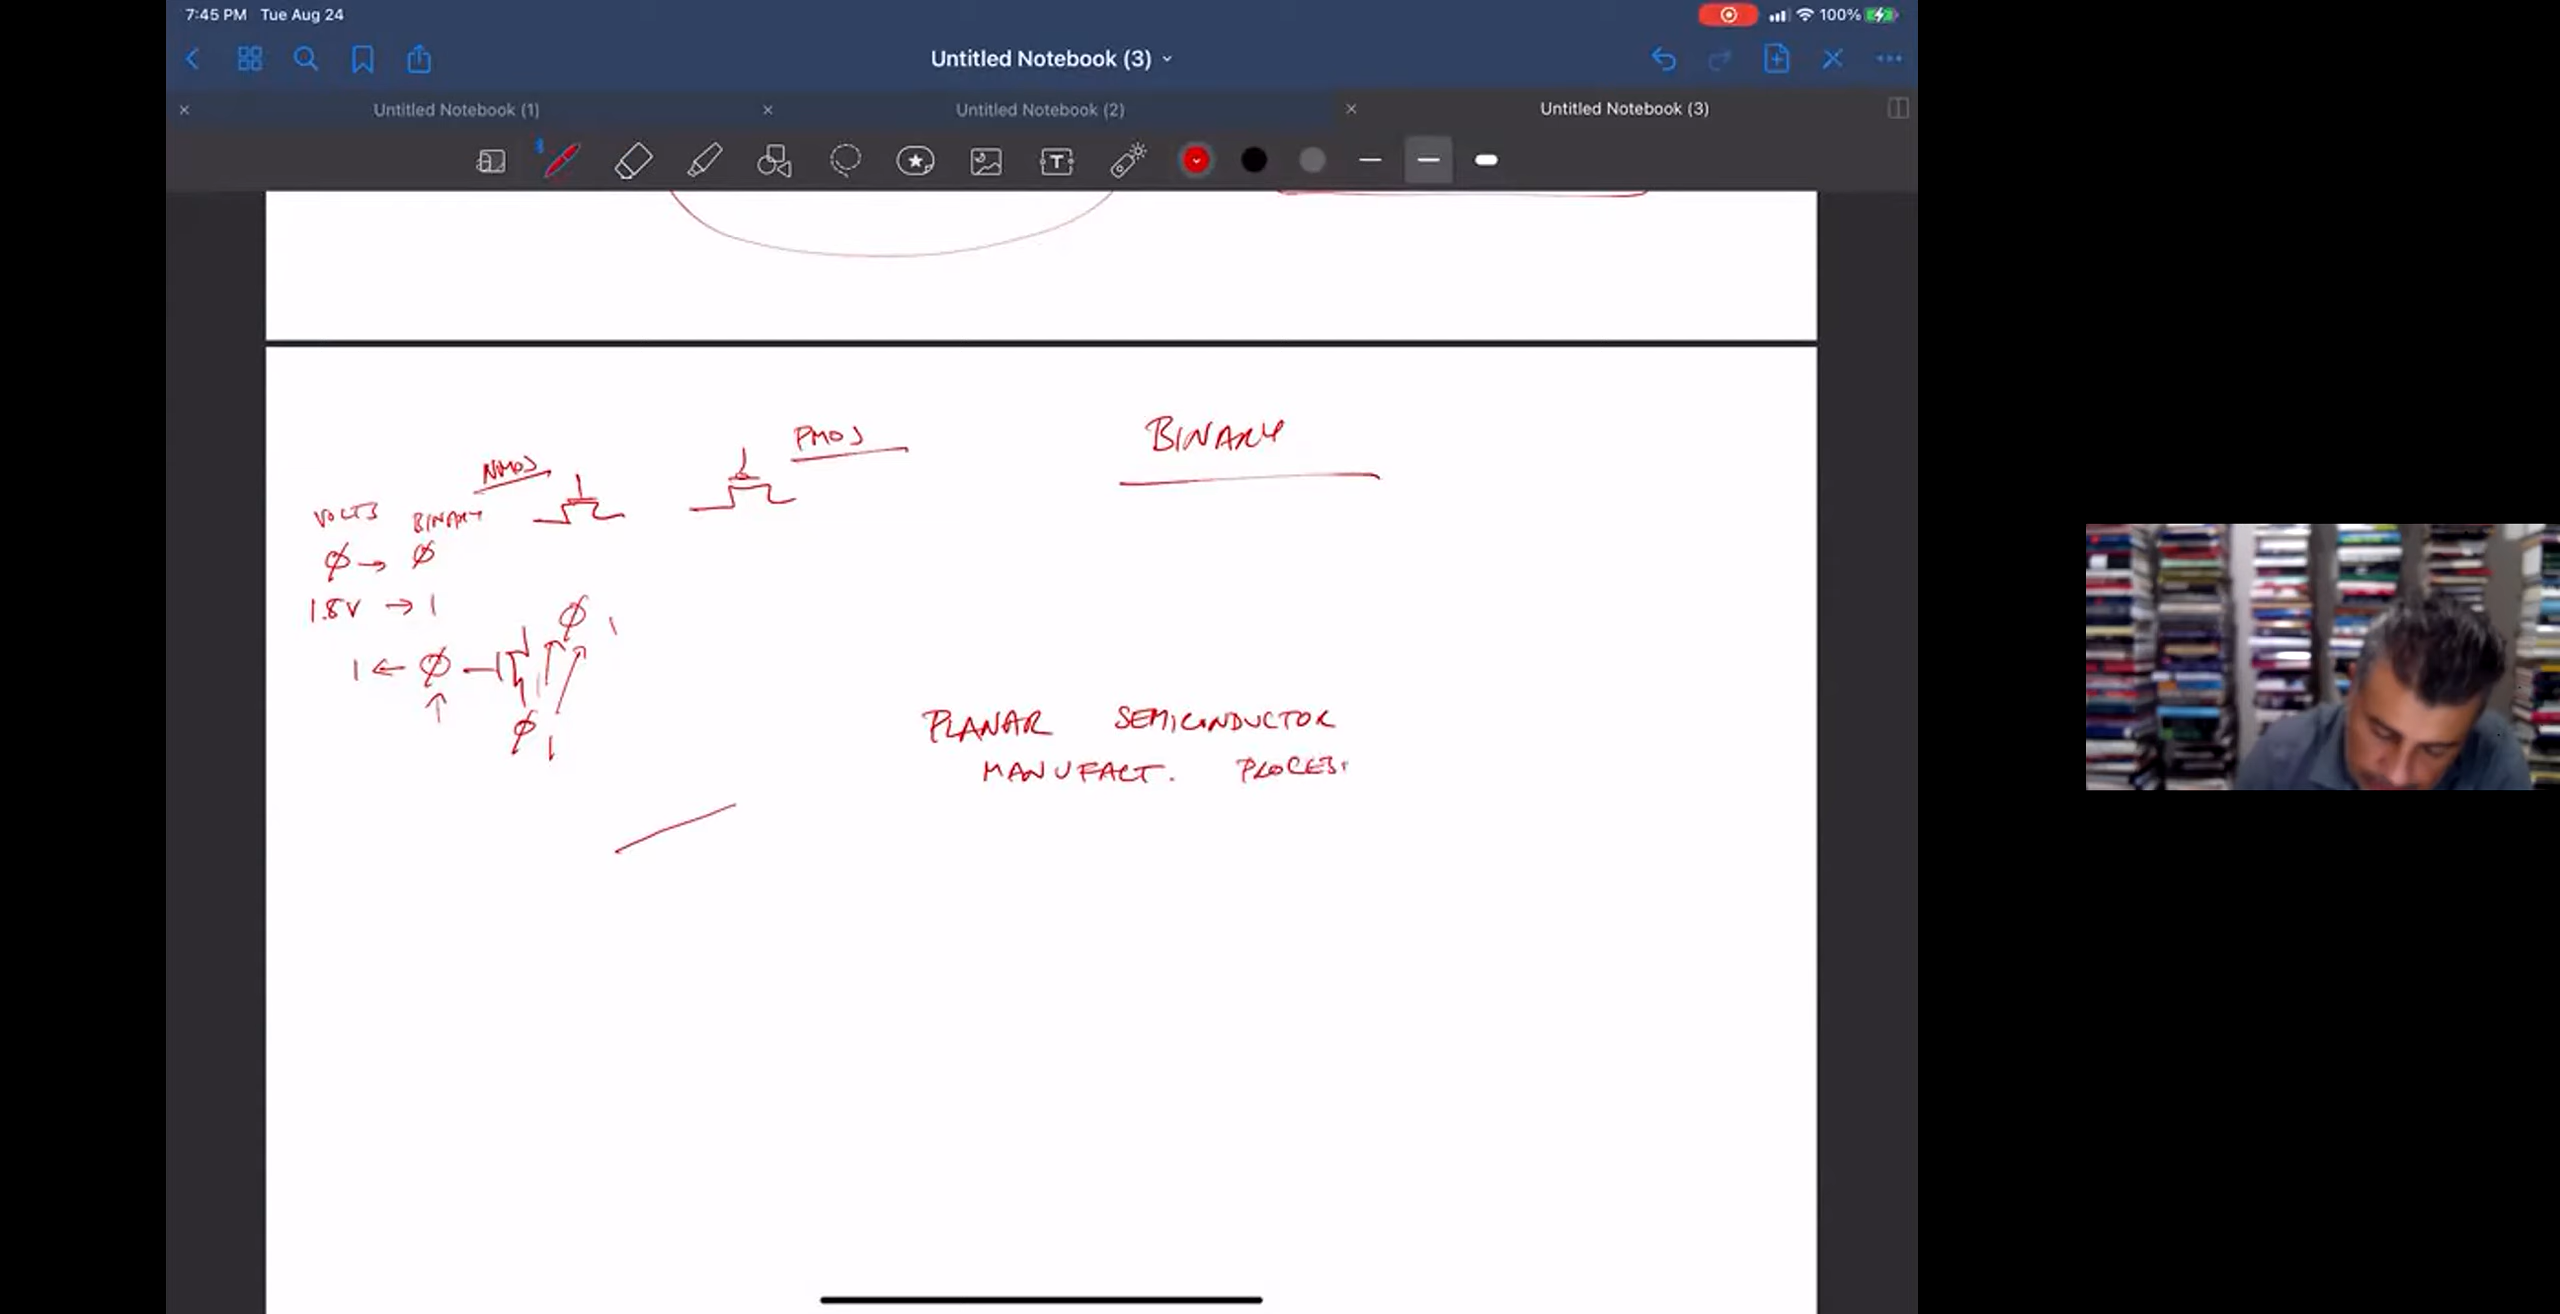 7:45 PM Tue Aug 24
100%
Untitled Notebook (3)
Untitled Notebook (1)
Untitled Notebook (2)
Untitled Notebook (3)
T
BINARY
PMOS
NMOS
VOLTS BINARY
φ → φ
1.8V → 1
φ 1
1 ← φ
↑
φ 1
PLANAR SEMICONDUCTOR
MANUFACT. PROCESS